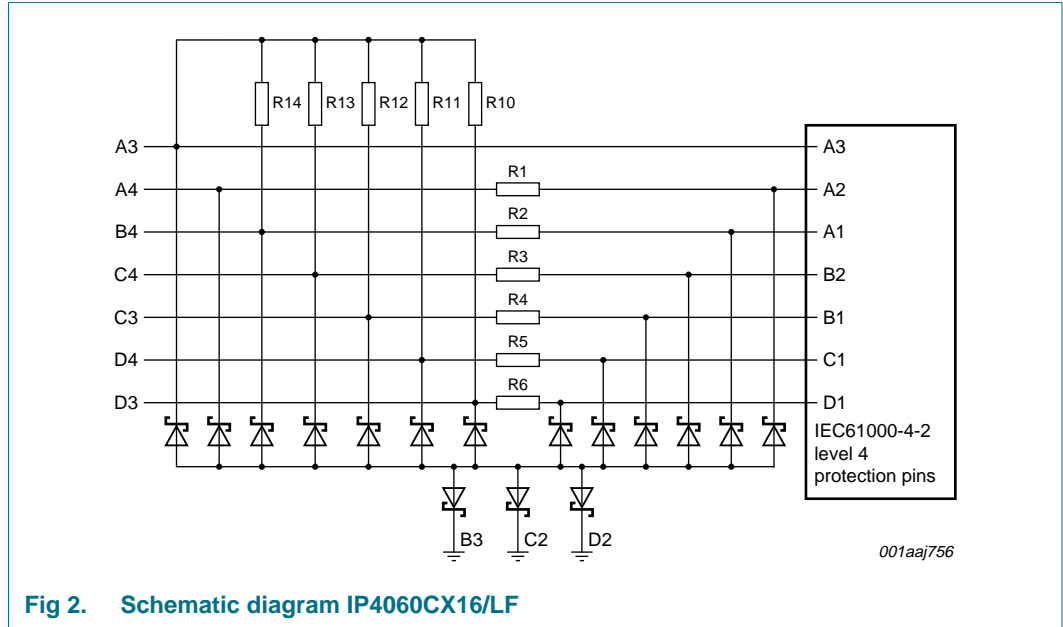 R14 R13 R12 R11 R10
A3 A3
R1
A4 A2
R2
B4 A1
R3
C4 B2
R4
C3 B1
R5
D4 C1
R6
D3 D1
IEC61000-4-2
level 4
protection pins
B3 C2 D2
001aaj756
Fig 2. Schematic diagram IP4060CX16/LF